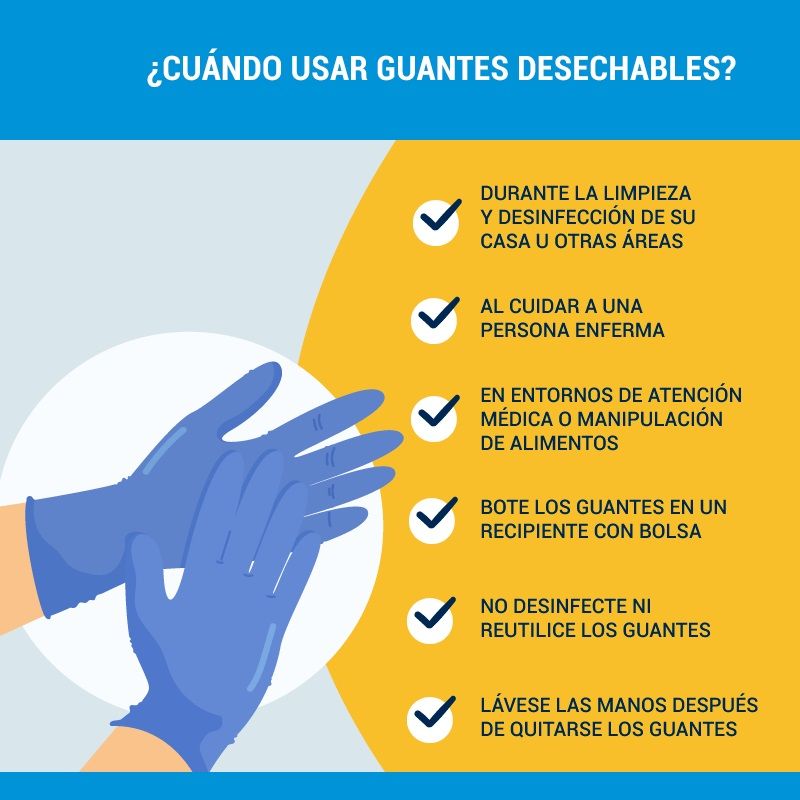 ¿CUÁNDO USAR GUANTES DESECHABLES?
DURANTE LA LIMPIEZA
Y DESINFECCIÓN DE SU
CASA U OTRAS ÁREAS
AL CUIDAR A UNA
PERSONA ENFERMA
EN ENTORNOS DE ATENCIÓN
MÉDICA O MANIPULACIÓN
DE ALIMENTOS
BOTE LOS GUANTES EN UN
RECIPIENTE CON BOLSA
NO DESINFECTE NI
REUTILICE LOS GUANTES
LÁVESE LAS MANOS DESPUÉS
DE QUITARSE LOS GUANTES